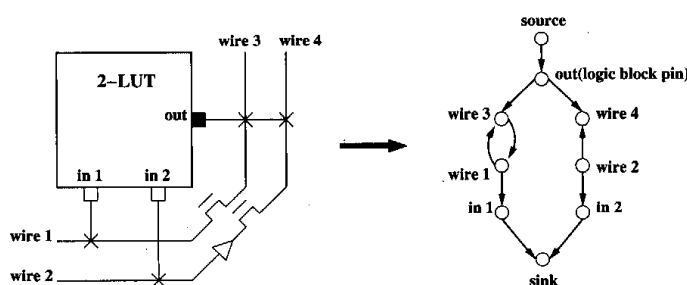 wire 3 wire 4
2-LUT
out
in 1 in 2
wire 1
wire 2
source
out(logic block pin)
wire 3 wire 4
wire 1 wire 2
in 1 in 2
sink